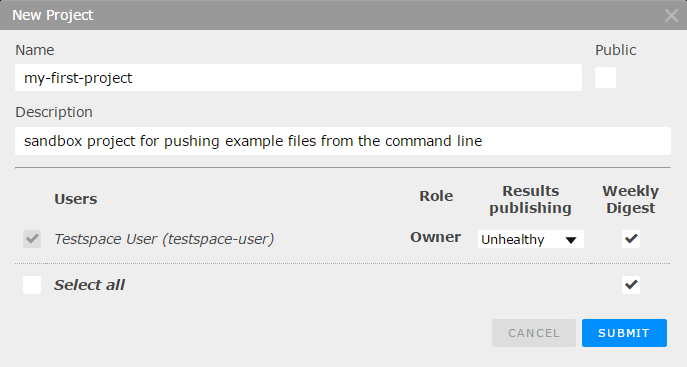 New Project
Name Public
my-first-project
Description
sandbox project for pushing example files from the command line
Users Role Results publishing Weekly Digest
Testspace User (testspace-user) Owner Unhealthy
Select all
CANCEL SUBMIT